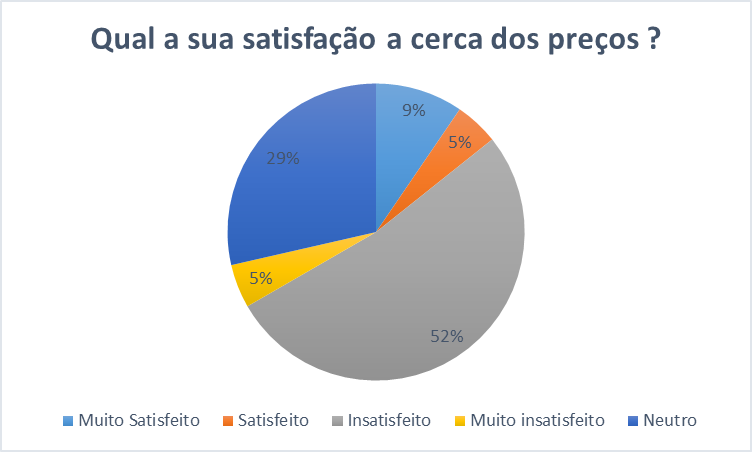 Qual a sua satisfação a cerca dos preços ?
9%
5%
29%
5%
52%
Muito Satisfeito Satisfeito Insatisfeito Muito insatisfeito Neutro